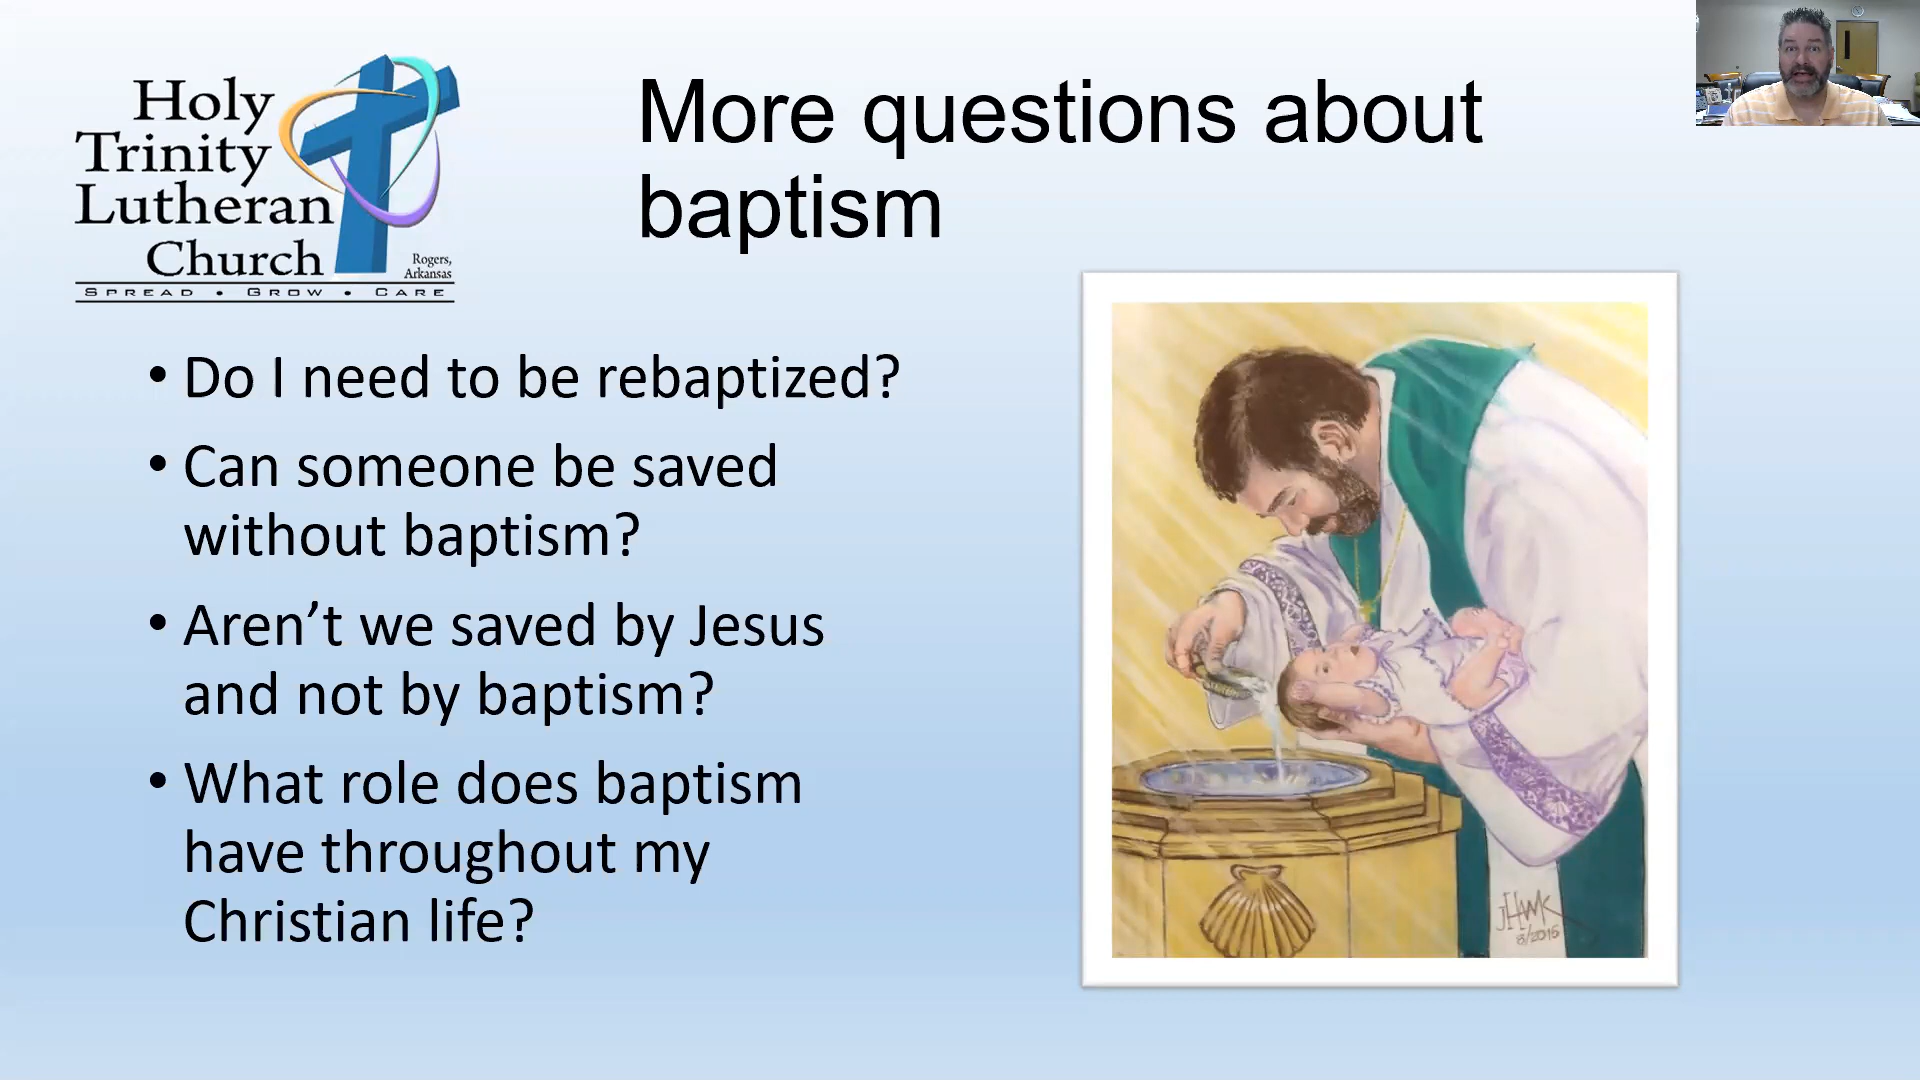 Holy
Trinity
Lutheran
Church
Rogers,
Arkansas
SPREAD • GROW • CARE
More questions about
baptism
• Do I need to be rebaptized?
• Can someone be saved
without baptism?
• Aren’t we saved by Jesus
and not by baptism?
• What role does baptism
have throughout my
Christian life?
JHAWK
8/2015